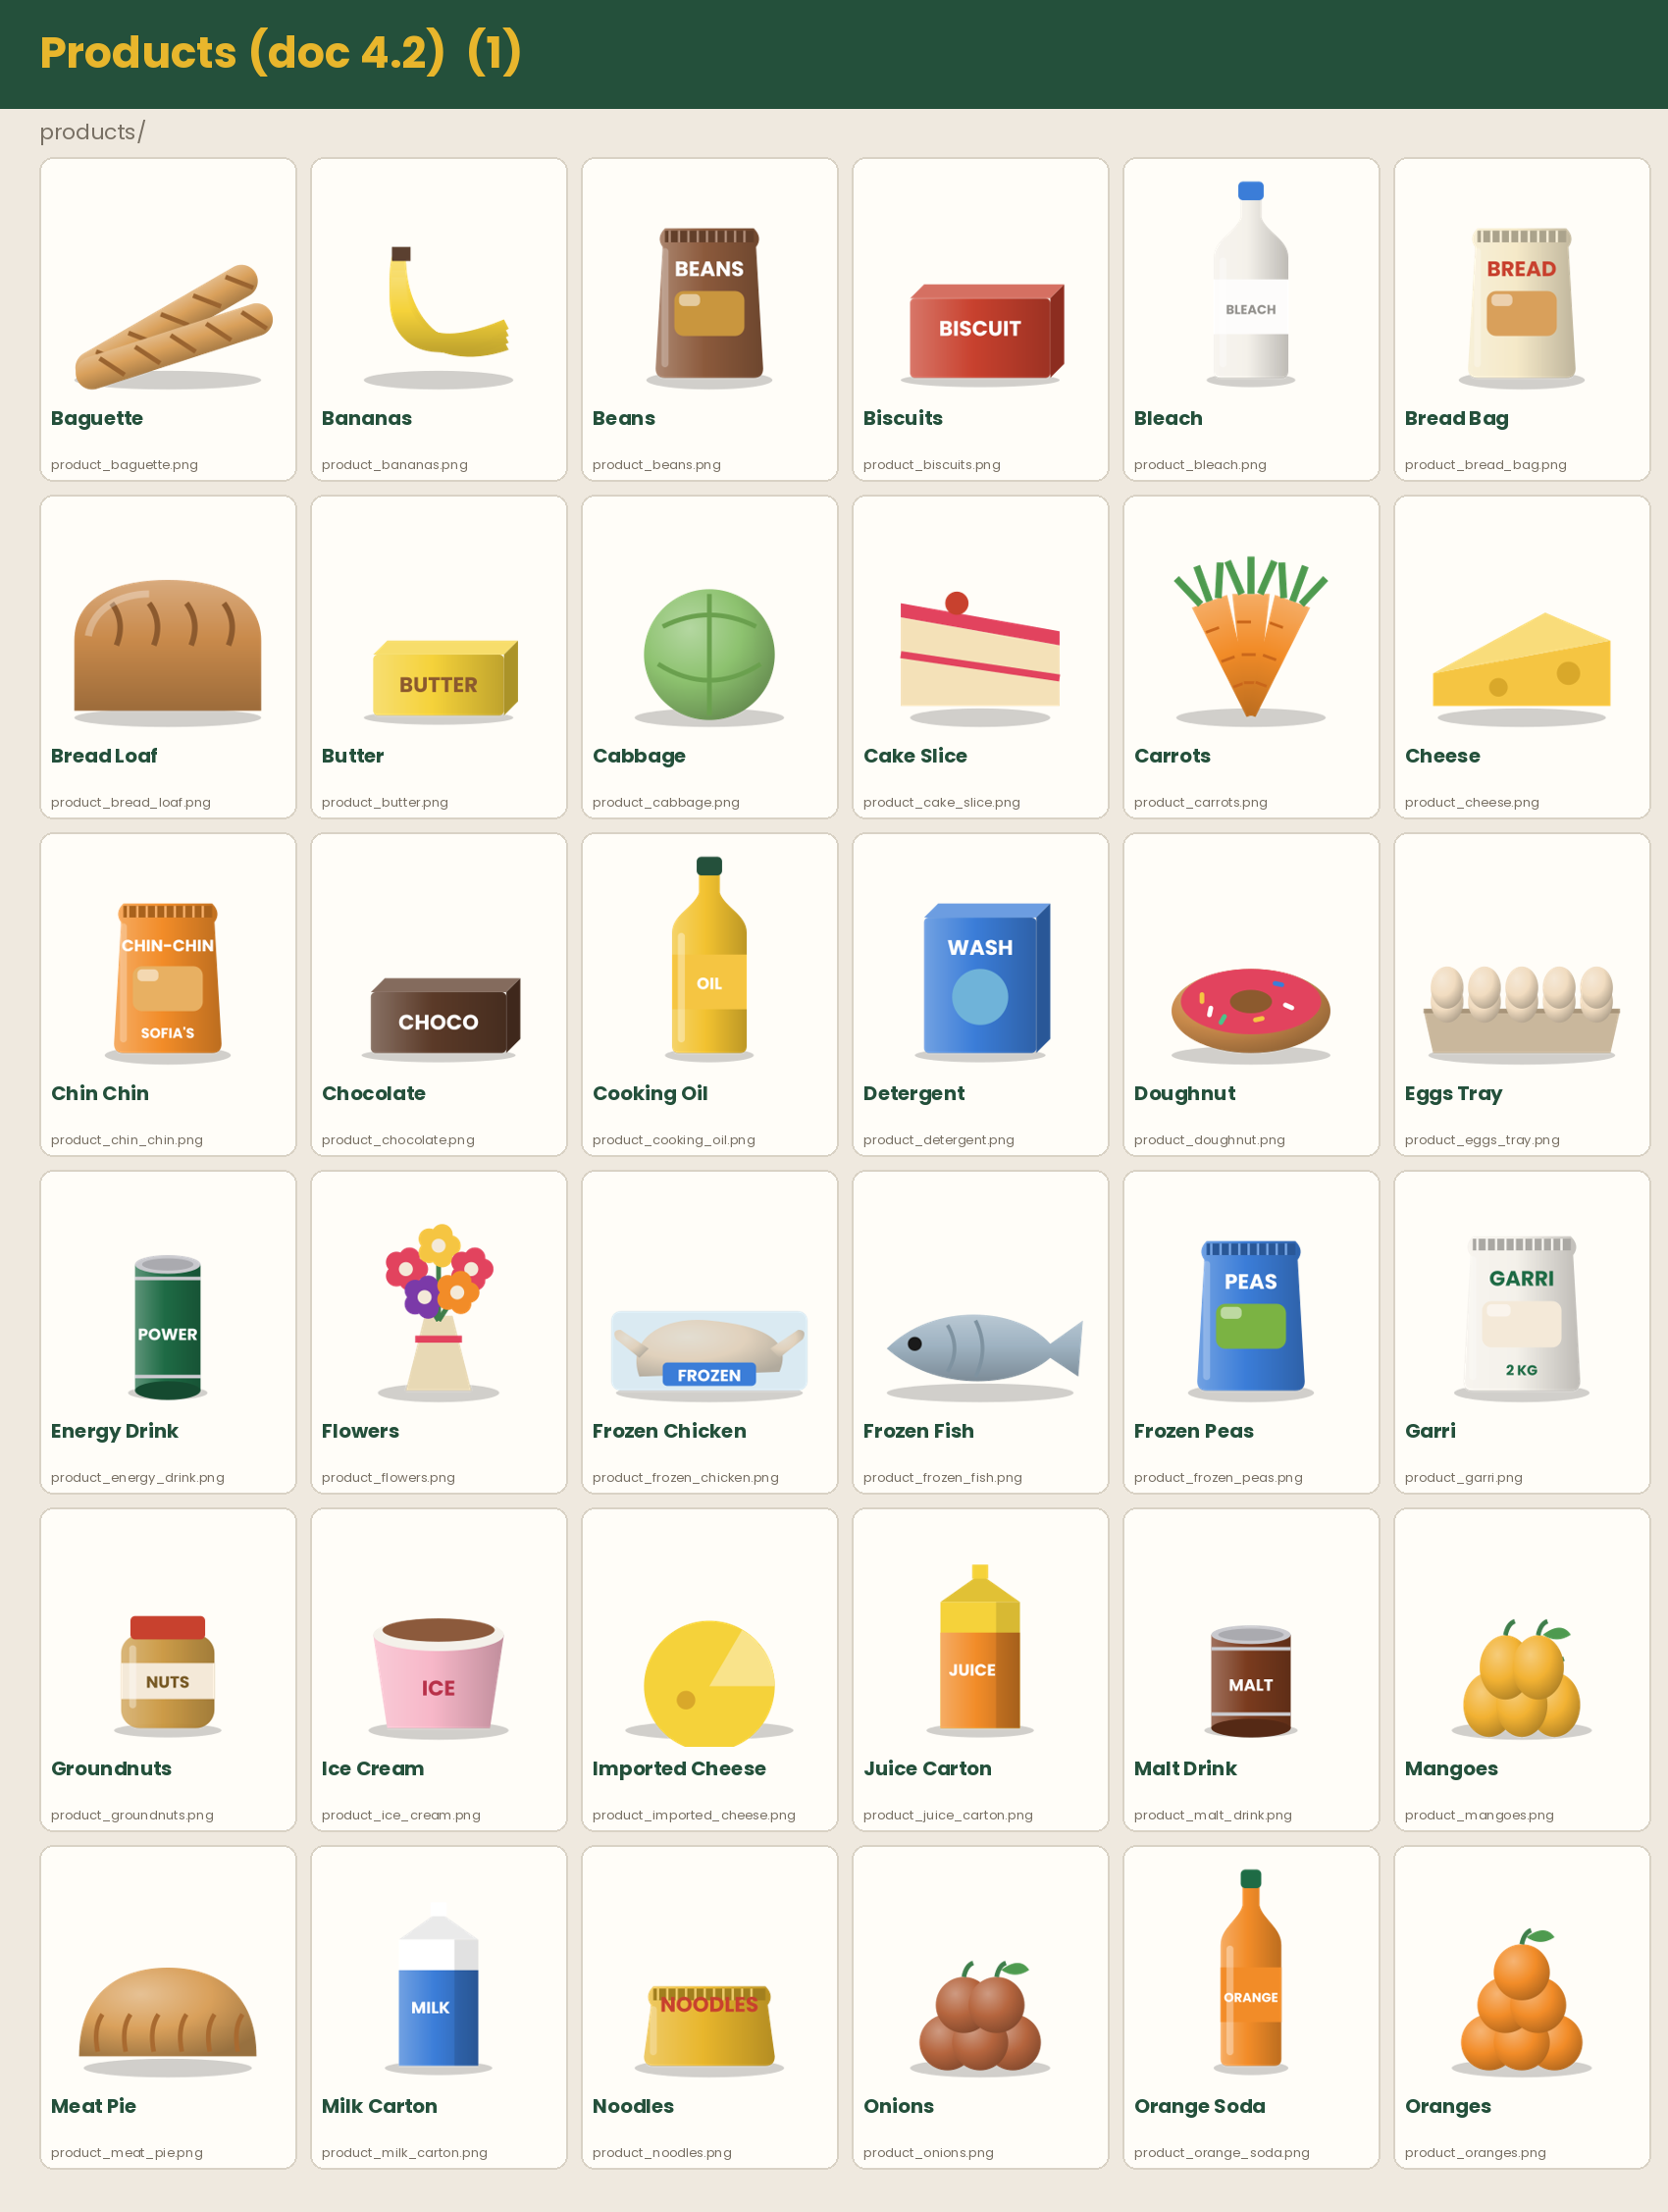 Products (doc 4.2) (1)
products/
BEANS
BISCUIT
BLEACH
BREAD
Baguette
Bananas
Beans
Biscuits
Bleach
Bread Bag
product_baguette.png
product_bananas.png
product_beans.png
product_biscuits.png
product_bleach.png
product_bread_bag.png
BUTTER
Bread Loaf
Butter
Cabbage
Cake Slice
Carrots
Cheese
product_bread_loaf.png
product_butter.png
product_cabbage.png
product_cake_slice.png
product_carrots.png
product_cheese.png
CHIN-CHIN
SOFIA'S
CHOCO
OIL
WASH
Chin Chin
Chocolate
Cooking Oil
Detergent
Doughnut
Eggs Tray
product_chin_chin.png
product_chocolate.png
product_cooking_oil.png
product_detergent.png
product_doughnut.png
product_eggs_tray.png
POWER
FROZEN
PEAS
GARRI
2 KG
Energy Drink
Flowers
Frozen Chicken
Frozen Fish
Frozen Peas
Garri
product_energy_drink.png
product_flowers.png
product_frozen_chicken.png
product_frozen_fish.png
product_frozen_peas.png
product_garri.png
NUTS
ICE
JUICE
MALT
Groundnuts
Ice Cream
Imported Cheese
Juice Carton
Malt Drink
Mangoes
product_groundnuts.png
product_ice_cream.png
product_imported_cheese.png
product_juice_carton.png
product_malt_drink.png
product_mangoes.png
MILK
NOODLES
ORANGE
Meat Pie
Milk Carton
Noodles
Onions
Orange Soda
Oranges
product_meat_pie.png
product_milk_carton.png
product_noodles.png
product_onions.png
product_orange_soda.png
product_oranges.png